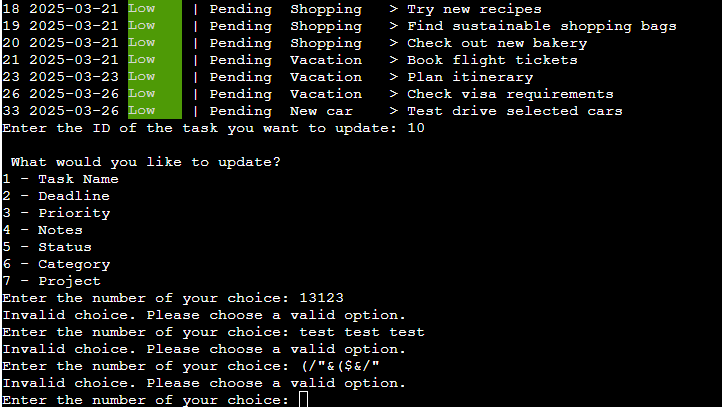 18 2025-03-21 Low | Pending Shopping > Try new recipes
19 2025-03-21 Low | Pending Shopping > Find sustainable shopping bags
20 2025-03-21 Low | Pending Shopping > Check out new bakery
21 2025-03-21 Low | Pending Vacation > Book flight tickets
23 2025-03-23 Low | Pending Vacation > Plan itinerary
26 2025-03-26 Low | Pending Vacation > Check visa requirements
33 2025-03-26 Low | Pending New car > Test drive selected cars
Enter the ID of the task you want to update: 10
What would you like to update?
1 - Task Name
2 - Deadline
3 - Priority
4 - Notes
5 - Status
6 - Category
7 - Project
Enter the number of your choice: 13123
Invalid choice. Please choose a valid option.
Enter the number of your choice: test test test
Invalid choice. Please choose a valid option.
Enter the number of your choice: (/"&($&/"
Invalid choice. Please choose a valid option.
Enter the number of your choice: